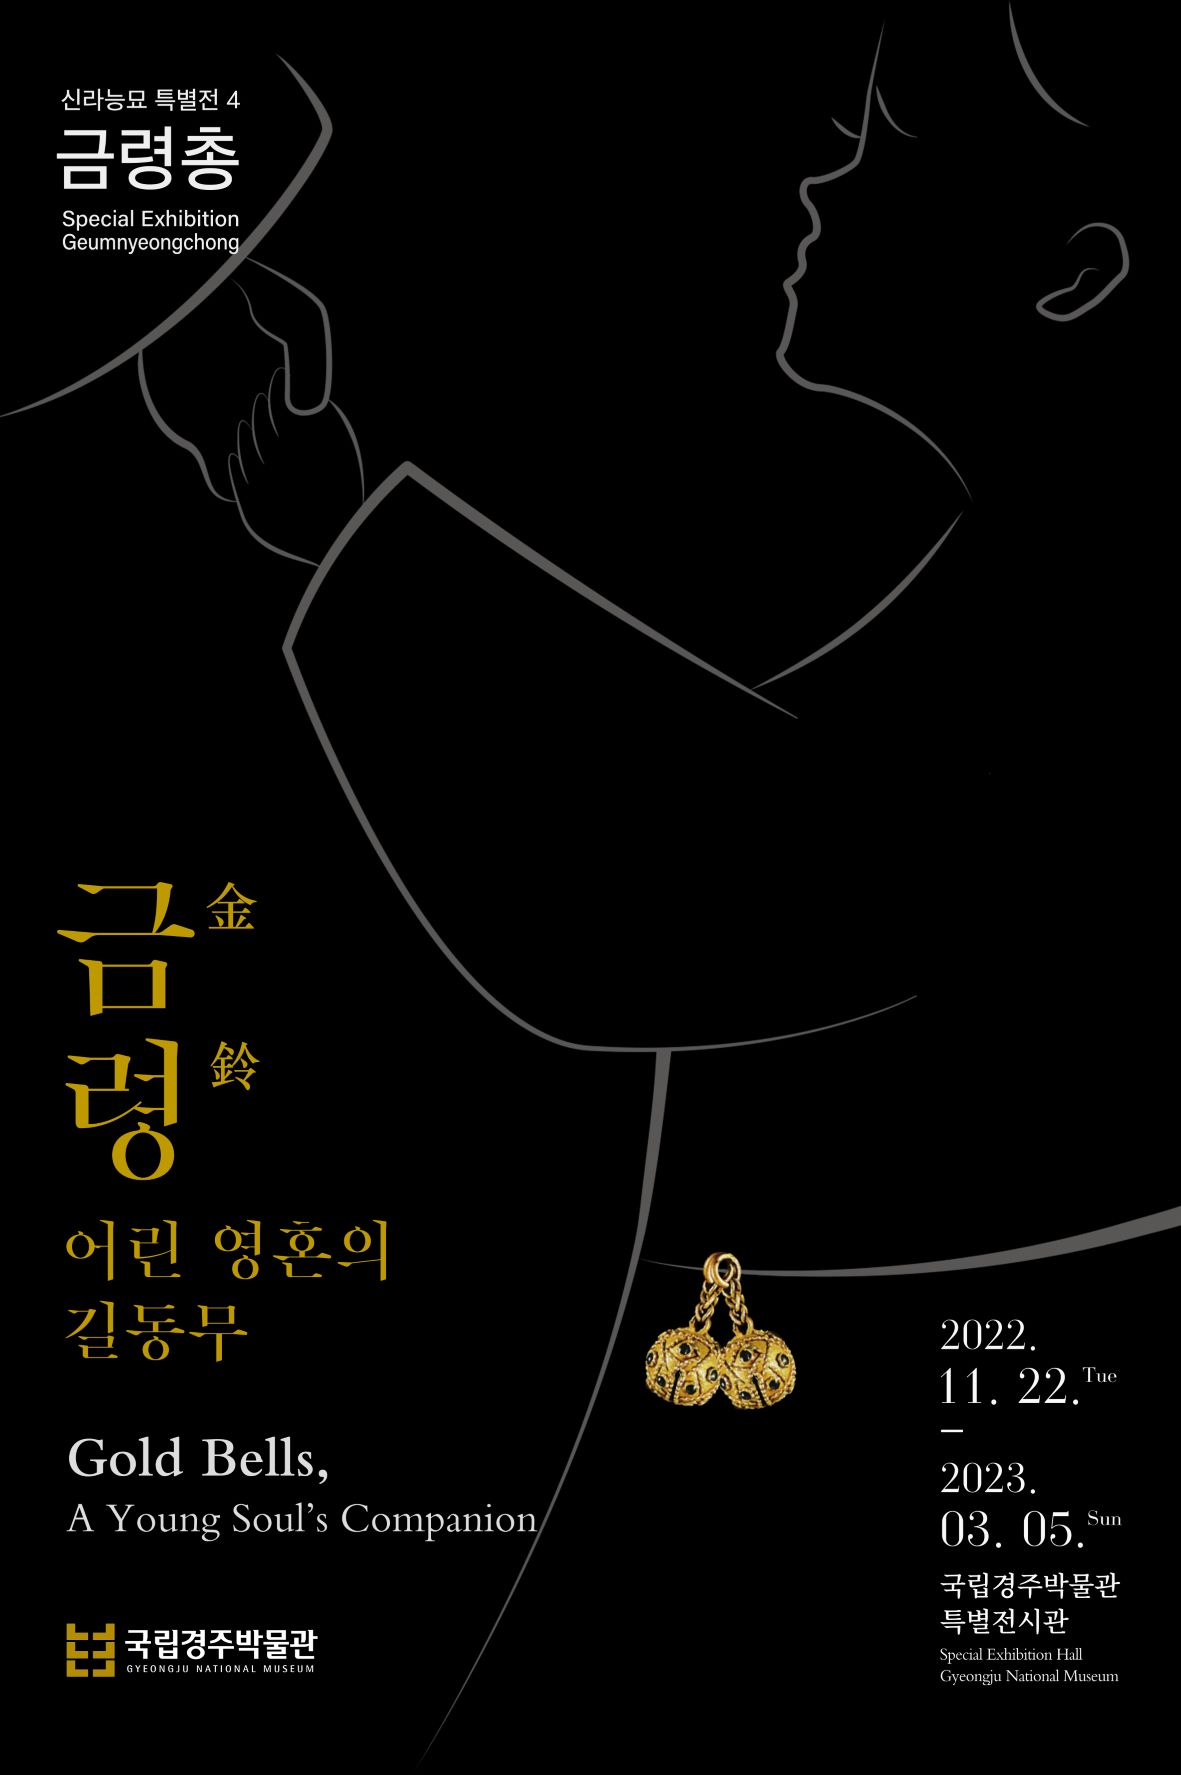 신라능묘 특별전 4
금령총
Special Exhibition
Geumnyeongchong
금 金
령 鈴
어린 영혼의
길동무
Gold Bells,
A Young Soul’s Companion
국립경주박물관
GYEONGJU NATIONAL MUSEUM
2022.
11. 22. Tue
–
2023.
03. 05. Sun
국립경주박물관
특별전시관
Special Exhibition Hall
Gyeongju National Museum